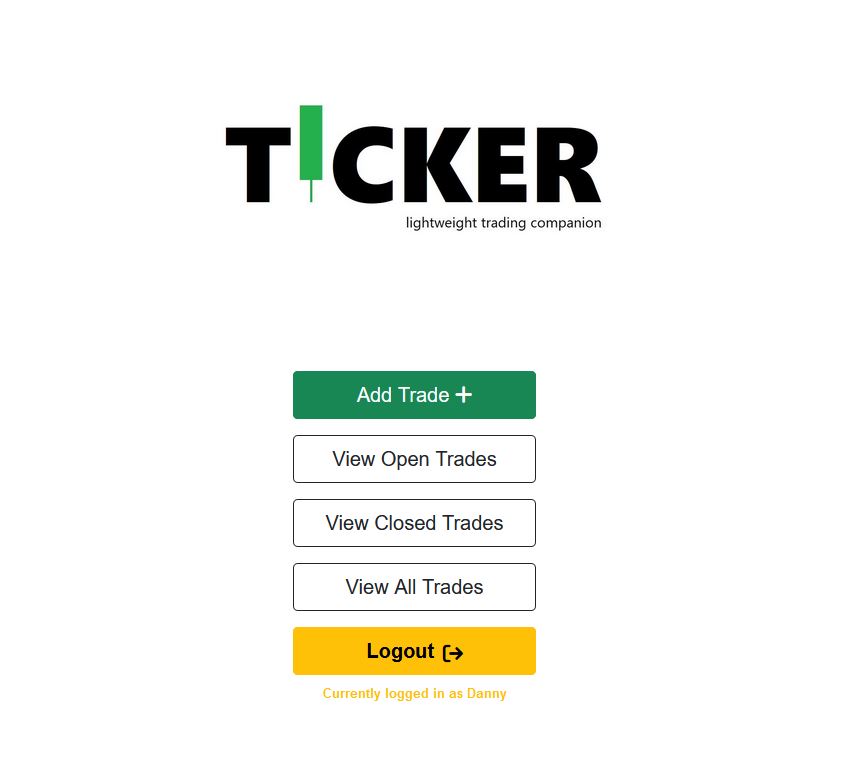 TICKER
lightweight trading companion
Add Trade
View Open Trades
View Closed Trades
View All Trades
Logout
Currently logged in as Danny